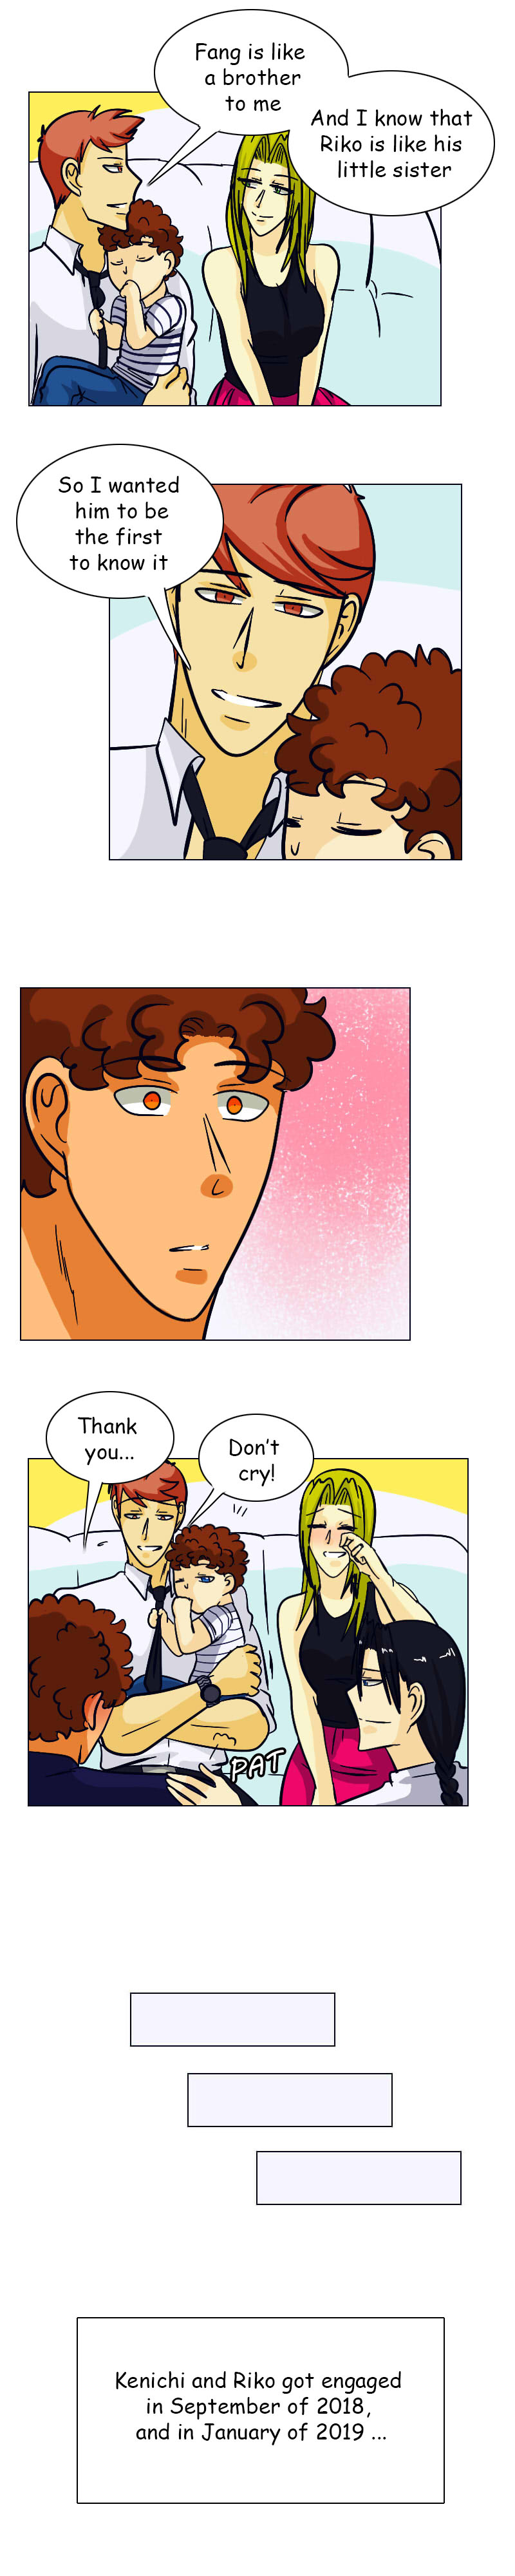 Fang is like
a brother
to me
And I know that
Riko is like his
little sister
So I wanted
him to be
the first
to know it
Thank
you...
Don't
cry!
PAT
Kenichi and Riko got engaged
in September of 2018,
and in January of 2019 ...